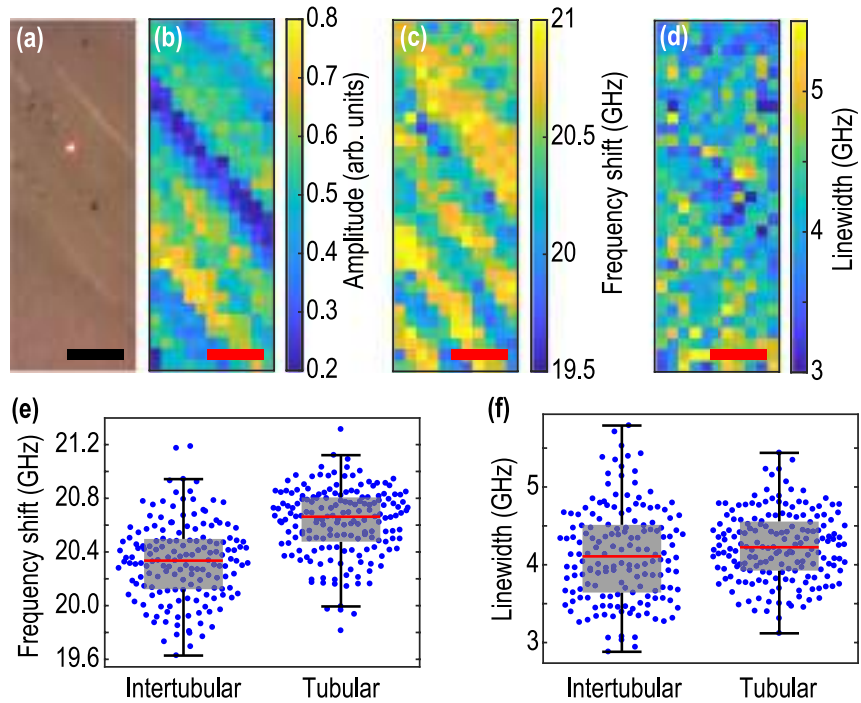 (a)
(b)
0.8
0.7
0.6
0.5
0.4
0.3
0.2
Amplitude (arb. units)
(c)
21
20.5
20
19.5
Frequency shift (GHz)
(d)
5
4
3
Linewidth (GHz)
(e)
21.2
20.8
20.4
20.0
19.6
Frequency shift (GHz)
Intertubular
Tubular
(f)
5
4
3
Linewidth (GHz)
Intertubular
Tubular